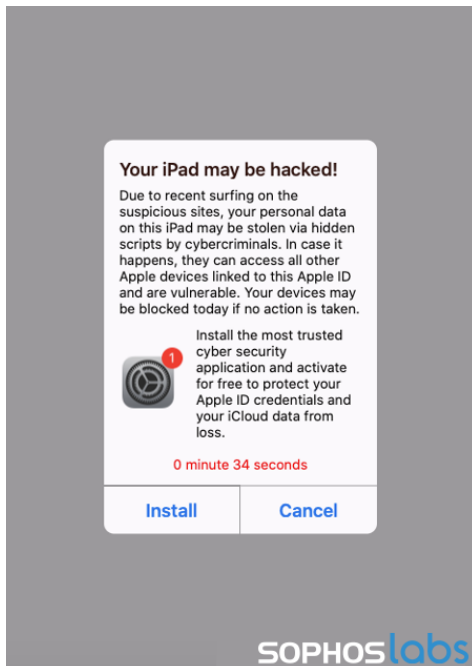 Your iPad may be hacked!
Due to recent surfing on the
suspicious sites, your personal data
on this iPad may be stolen via hidden
scripts by cybercriminals. In case it
happens, they can access all other
Apple devices linked to this Apple ID
and are vulnerable. Your devices may
be blocked today if no action is taken.
1
Install the most trusted
cyber security
application and activate
for free to protect your
Apple ID credentials and
your iCloud data from
loss.
0 minute 34 seconds
Install Cancel
SOPHOSlabs